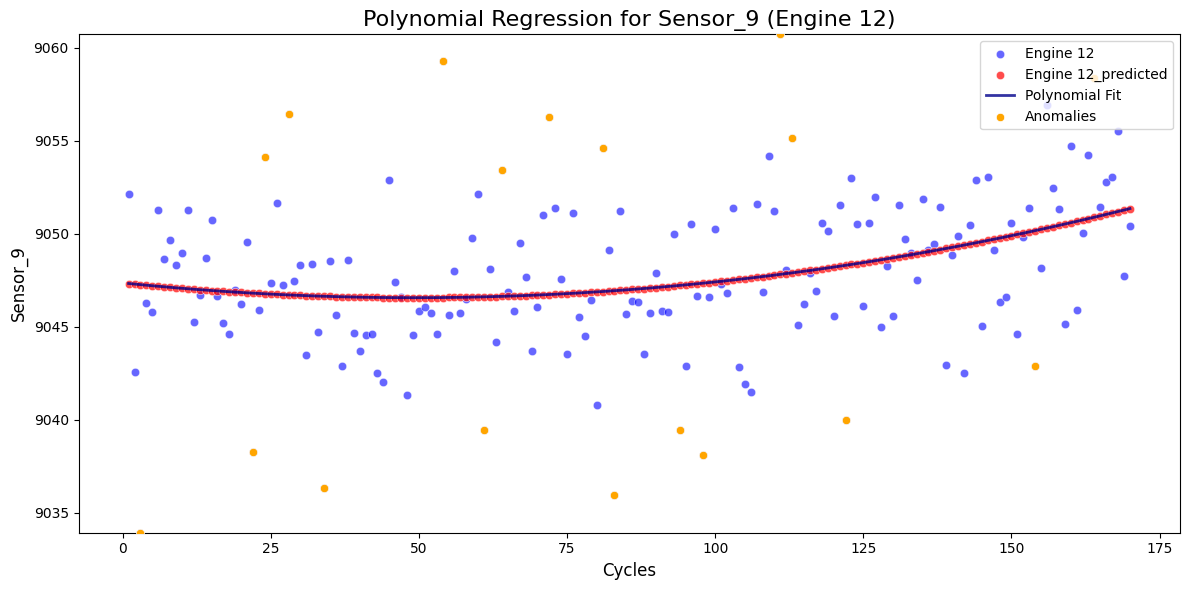 Polynomial Regression for Sensor_9 (Engine 12)
Engine 12
Engine 12_predicted
Polynomial Fit
Anomalies
Sensor_9
9060
9055
9050
9045
9040
9035
0
25
50
75
100
125
150
175
Cycles